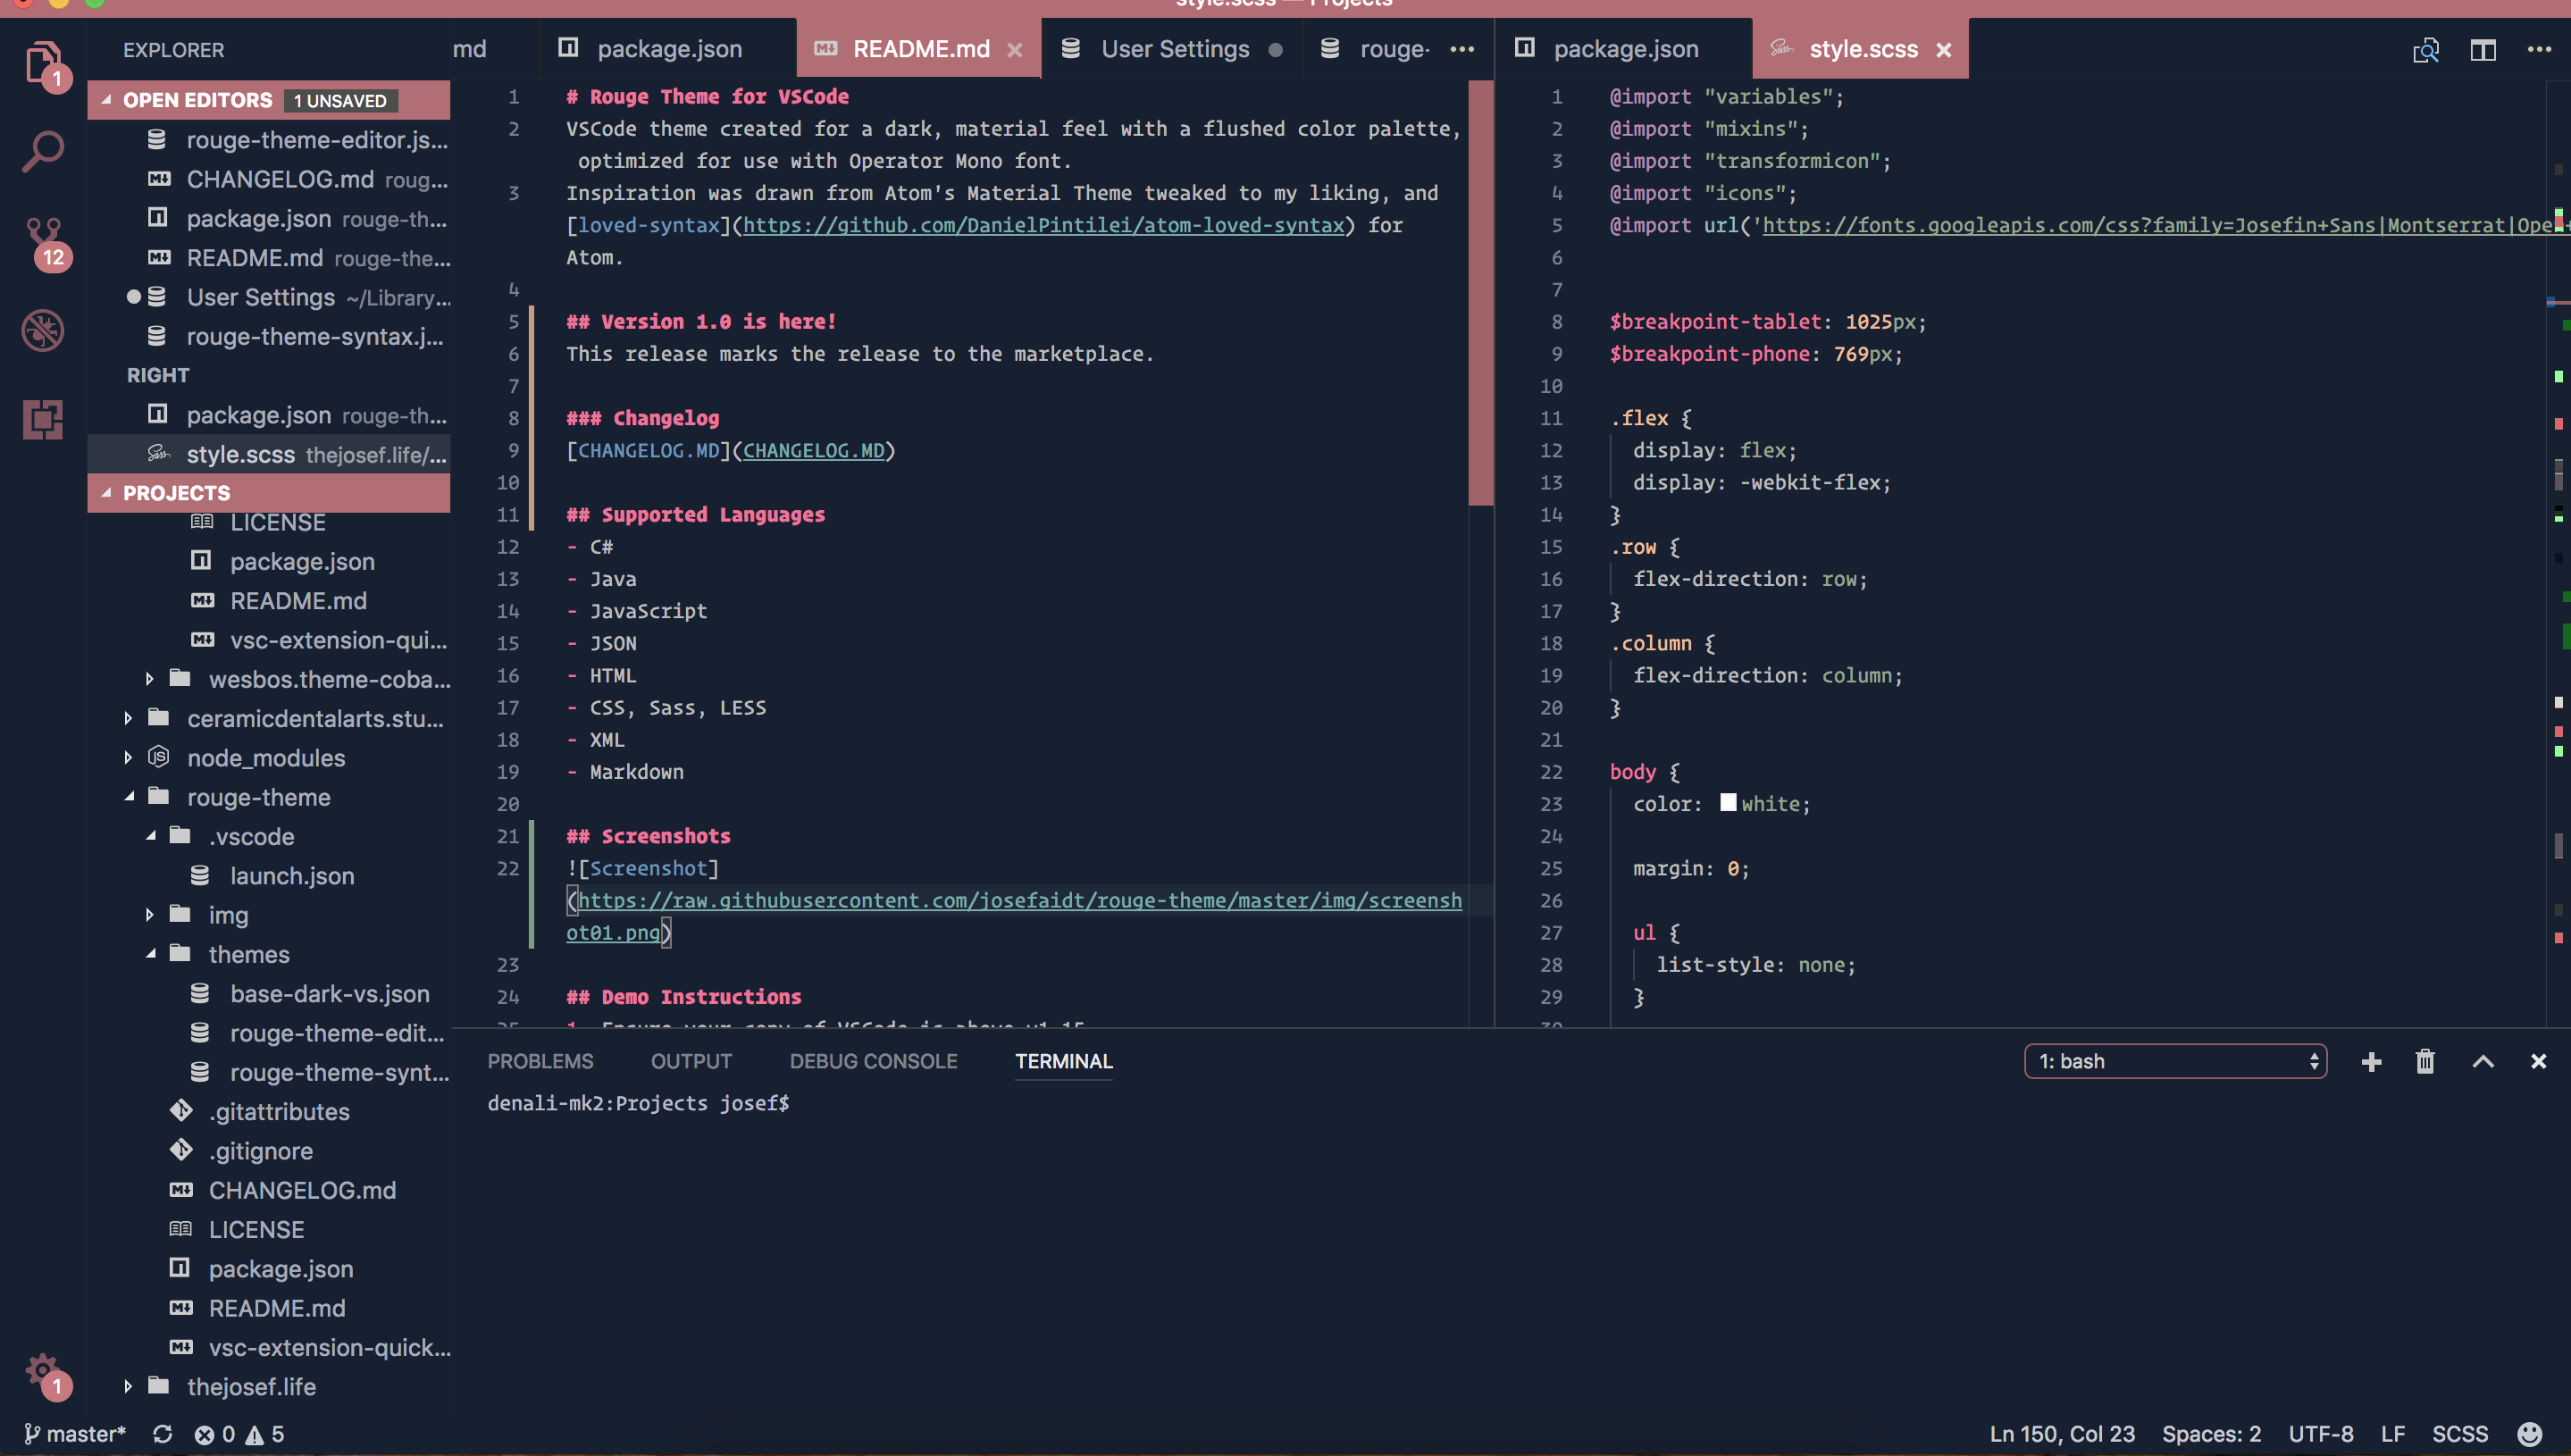 style.scss — Projects
EXPLORER
OPEN EDITORS 1 UNSAVED
rouge-theme-editor.js...
CHANGELOG.md roug...
package.json rouge-th...
README.md rouge-the...
User Settings ~/Library...
rouge-theme-syntax.j...
RIGHT
package.json rouge-th...
style.scss thejosef.life/...
PROJECTS
LICENSE
package.json
README.md
vsc-extension-qui...
wesbos.theme-coba...
ceramicdentalarts.stu...
node_modules
rouge-theme
.vscode
launch.json
img
themes
base-dark-vs.json
rouge-theme-edit...
rouge-theme-synt...
.gitattributes
.gitignore
CHANGELOG.md
LICENSE
package.json
README.md
vsc-extension-quick...
thejosef.life
1
12
1
md package.json README.md × User Settings rouge- ...
1 # Rouge Theme for VSCode
2 VSCode theme created for a dark, material feel with a flushed color palette,
optimized for use with Operator Mono font.
3 Inspiration was drawn from Atom's Material Theme tweaked to my liking, and
[loved-syntax](https://github.com/DanielPintilei/atom-loved-syntax) for
Atom.
4
5 ## Version 1.0 is here!
6 This release marks the release to the marketplace.
7
8 ### Changelog
9 [CHANGELOG.MD](CHANGELOG.MD)
10
11 ## Supported Languages
12 - C#
13 - Java
14 - JavaScript
15 - JSON
16 - HTML
17 - CSS, Sass, LESS
18 - XML
19 - Markdown
20
21 ## Screenshots
22 ![Screenshot]
(https://raw.githubusercontent.com/josefaidt/rouge-theme/master/img/screensh
ot01.png)
23
24 ## Demo Instructions
25 1. Ensure your copy of VSCode is above v1.15
package.json style.scss ×
1 @import "variables";
2 @import "mixins";
3 @import "transformicon";
4 @import "icons";
5 @import url('https://fonts.googleapis.com/css?family=Josefin+Sans|Montserrat|Open+
6
7
8 $breakpoint-tablet: 1025px;
9 $breakpoint-phone: 769px;
10
11 .flex {
12 display: flex;
13 display: -webkit-flex;
14 }
15 .row {
16 flex-direction: row;
17 }
18 .column {
19 flex-direction: column;
20 }
21
22 body {
23 color: white;
24
25 margin: 0;
26
27 ul {
28 list-style: none;
29 }
30
PROBLEMS OUTPUT DEBUG CONSOLE TERMINAL 1: bash
denali-mk2:Projects josef$
master* 0 5 Ln 150, Col 23 Spaces: 2 UTF-8 LF SCSS